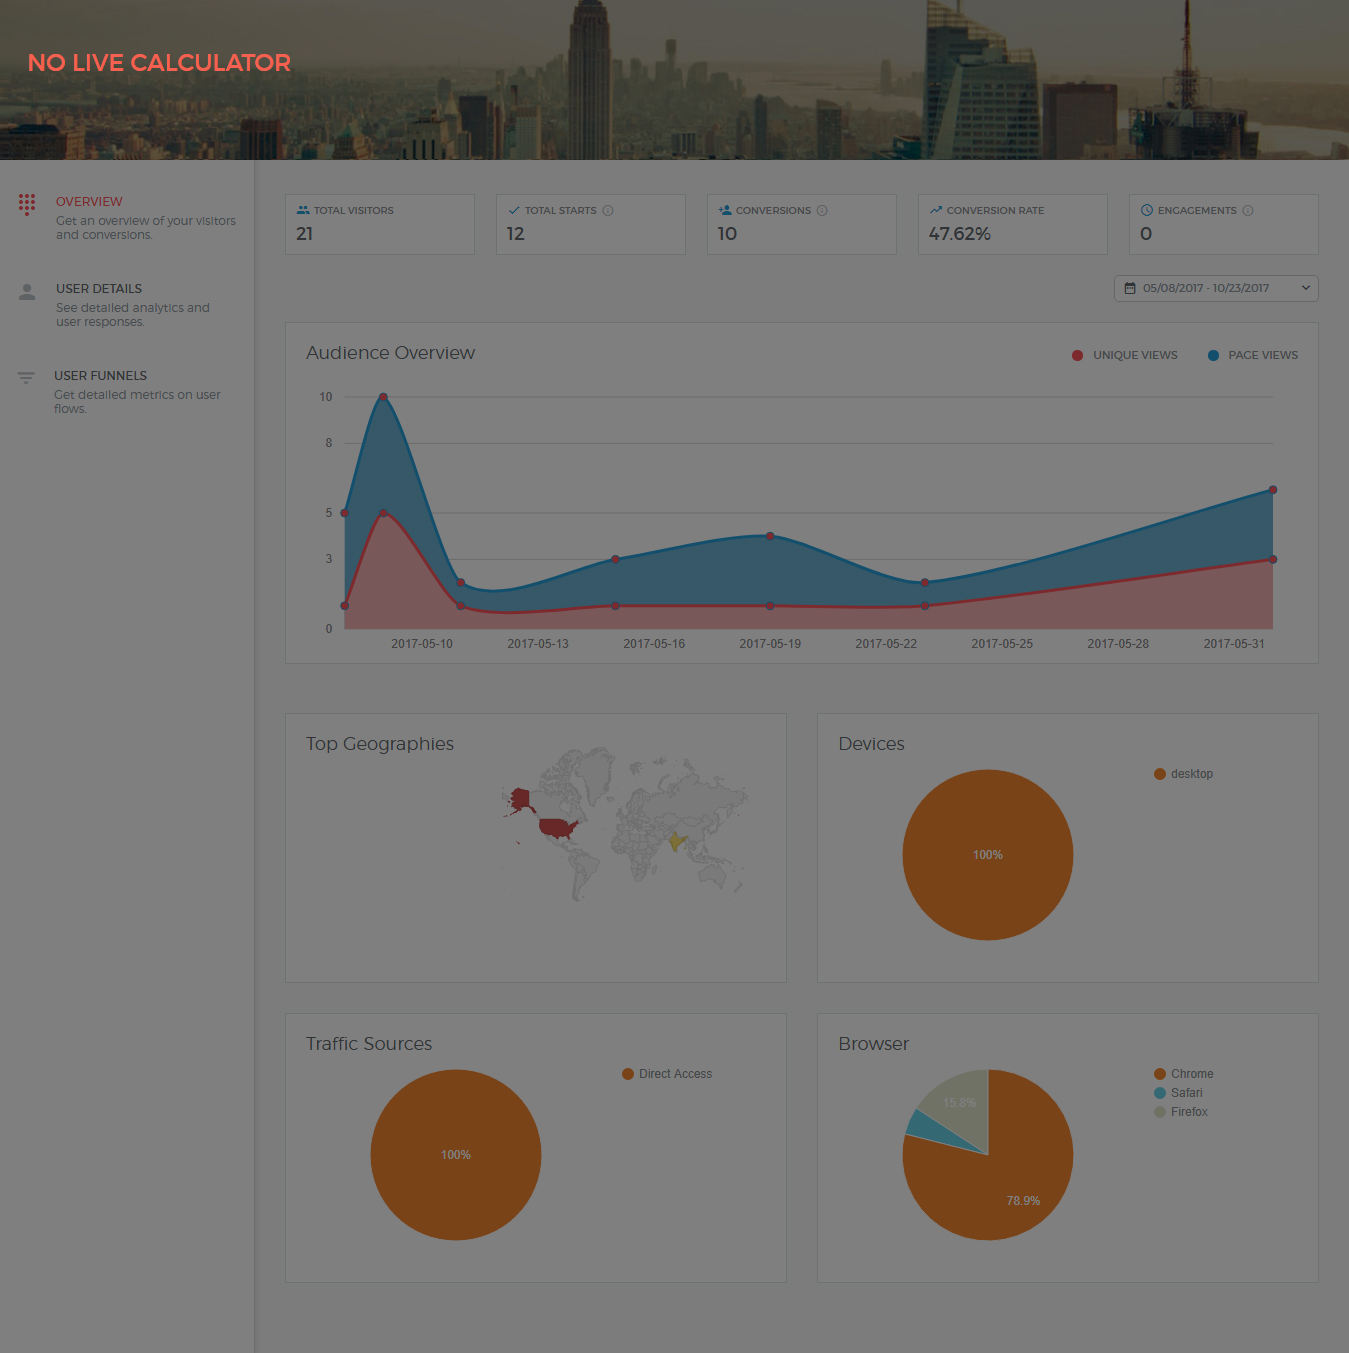 NO LIVE CALCULATOR
OVERVIEW
Get an overview of your visitors
and conversions.
USER DETAILS
See detailed analytics and
user responses.
USER FUNNELS
Get detailed metrics on user
flows.
TOTAL VISITORS
21
TOTAL STARTS
12
CONVERSIONS
10
CONVERSION RATE
47.62%
ENGAGEMENTS
0
05/08/2017 - 10/23/2017
Audience Overview
UNIQUE VIEWS
PAGE VIEWS
10
8
5
3
0
2017-05-10
2017-05-13
2017-05-16
2017-05-19
2017-05-22
2017-05-25
2017-05-28
2017-05-31
Top Geographies
Devices
desktop
100%
Traffic Sources
Direct Access
100%
Browser
Chrome
Safari
Firefox
15.8%
78.9%